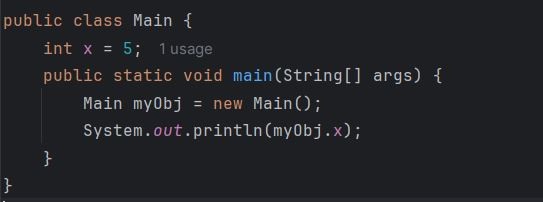 public class Main {
    int x = 5;  1 usage
    public static void main(String[] args) {
        Main myObj = new Main();
        System.out.println(myObj.x);
    }
}